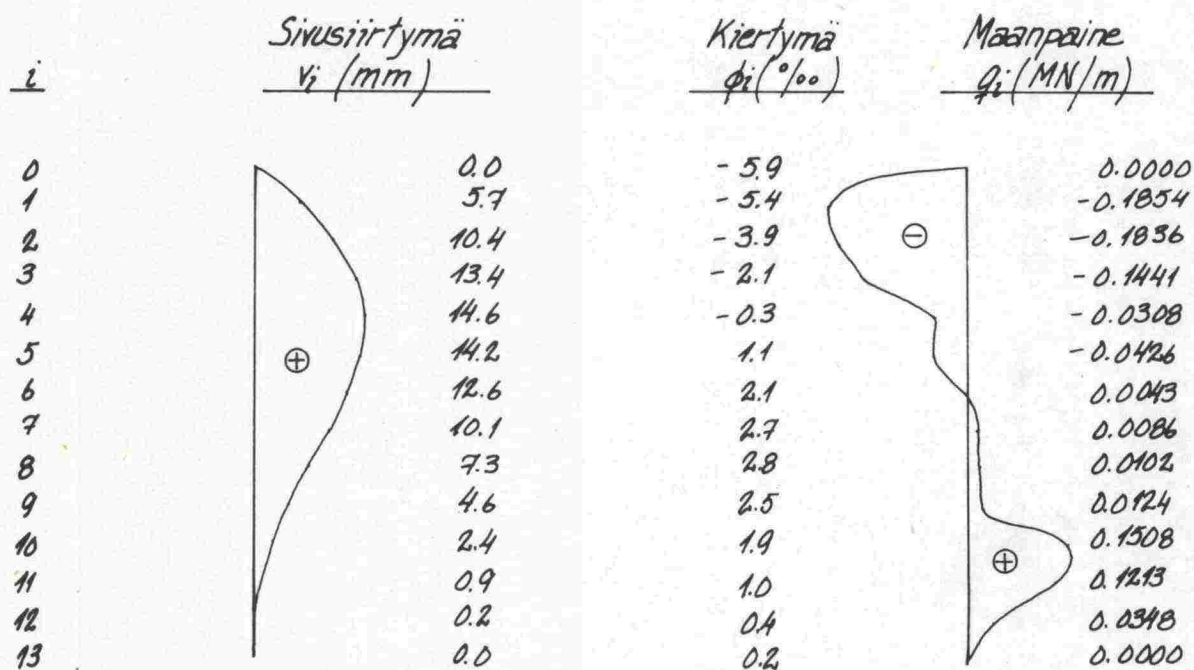 Sivusiirtymä Kiertymä Maanpaine
i vi (mm) ϕi (°/oo) qi (MN/m)
0 0.0 -5.9 0.0000
1 5.7 -5.4 -0.1854
2 10.4 -3.9 -0.1836
3 13.4 -2.1 -0.1441
4 14.6 -0.3 -0.0308
5 14.2 1.1 -0.0426
6 12.6 2.1 0.0043
7 10.1 2.7 0.0086
8 7.3 2.8 0.0102
9 4.6 2.5 0.0124
10 2.4 1.9 0.1508
11 0.9 1.0 0.1213
12 0.2 0.4 0.0348
13 0.0 0.2 0.0000